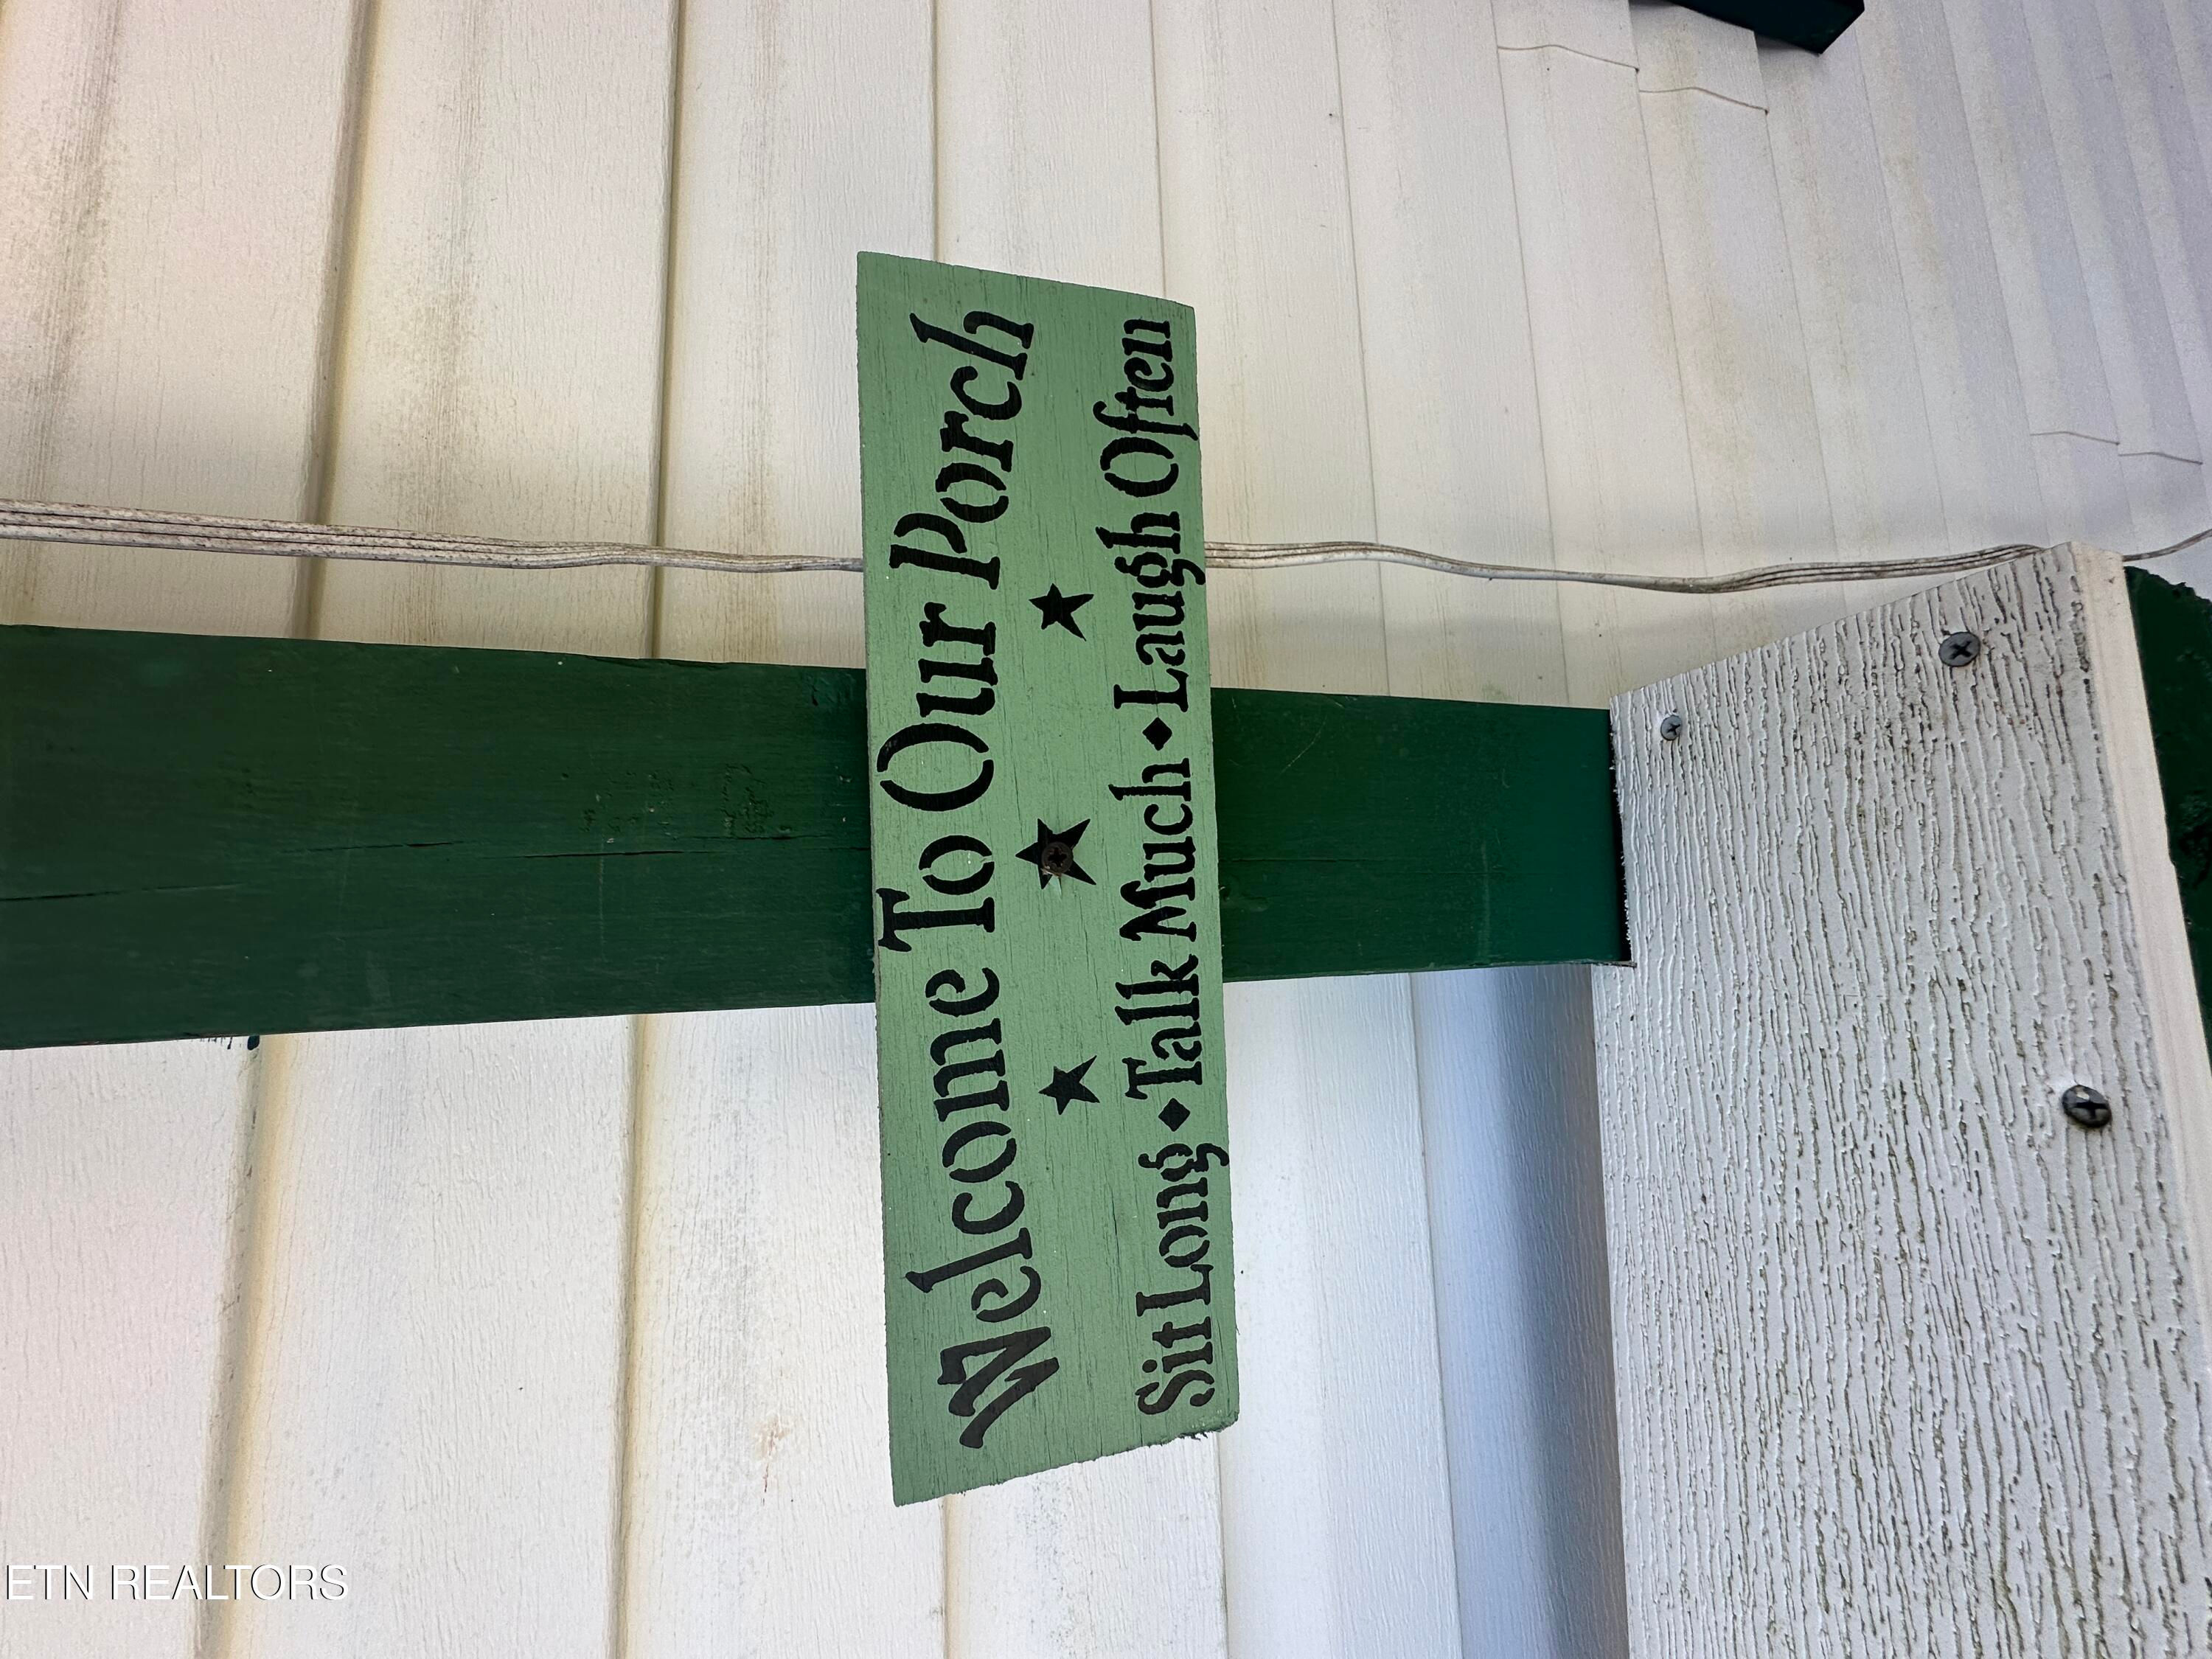 Welcome To Our Porch
Sit Long ◆ Talk Much ◆ Laugh Often
ETN REALTORS